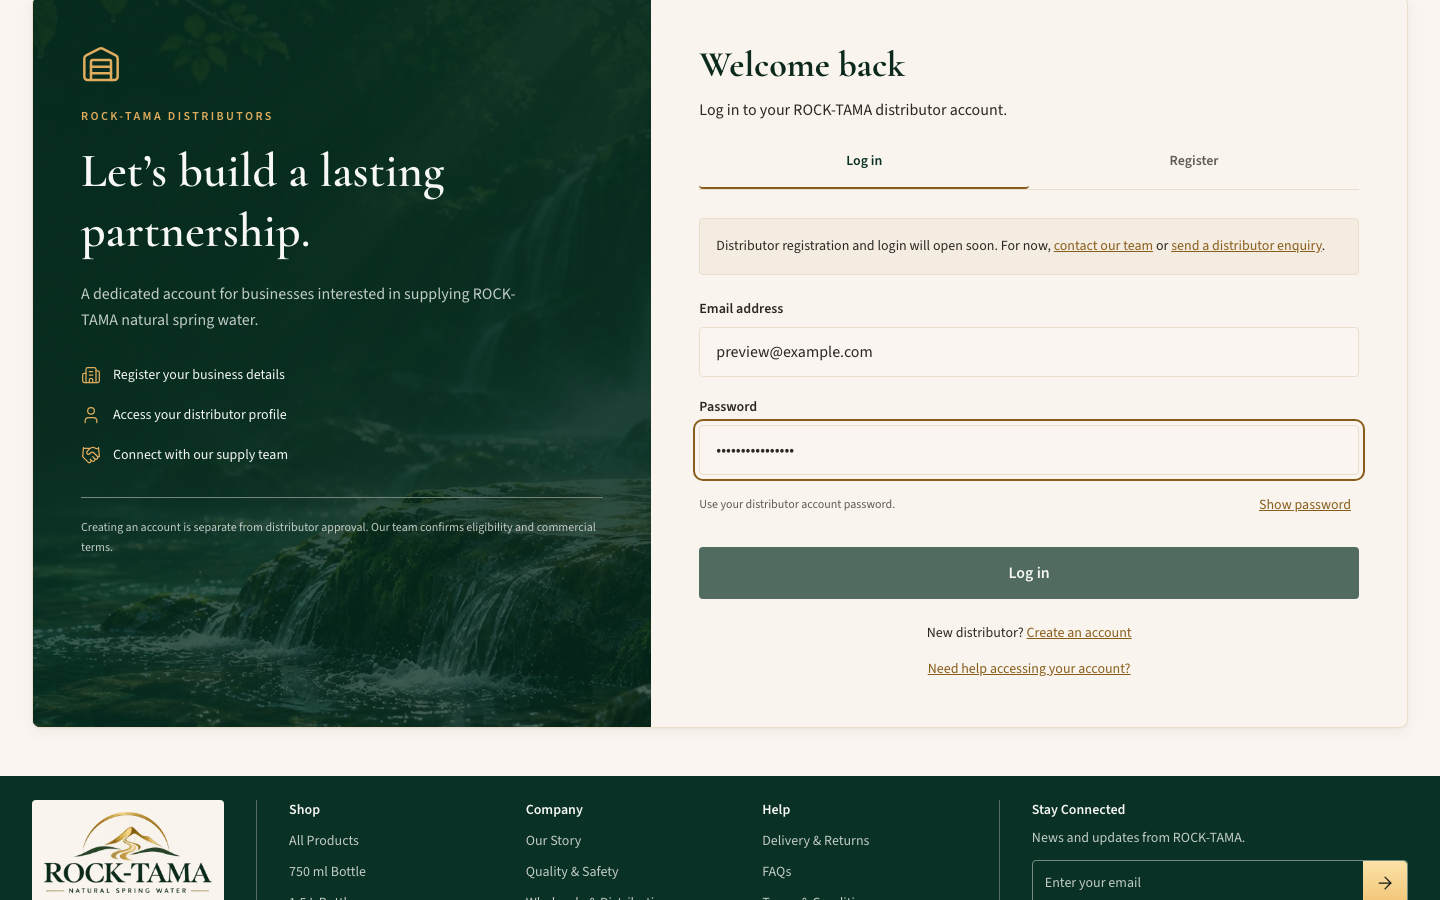 ROCK-TAMA DISTRIBUTORS
Let’s build a lasting
partnership.
A dedicated account for businesses interested in supplying ROCK-
TAMA natural spring water.
Register your business details
Access your distributor profile
Connect with our supply team
Creating an account is separate from distributor approval. Our team confirms eligibility and commercial
terms.
Welcome back
Log in to your ROCK-TAMA distributor account.
Log in
Register
Distributor registration and login will open soon. For now, contact our team or send a distributor enquiry.
Email address
preview@example.com
Password
••••••••••••••••
Use your distributor account password.
Show password
Log in
New distributor? Create an account
Need help accessing your account?
ROCK-TAMA
NATURAL SPRING WATER
Shop
All Products
750 ml Bottle
Company
Our Story
Quality & Safety
Help
Delivery & Returns
FAQs
Stay Connected
News and updates from ROCK-TAMA.
Enter your email